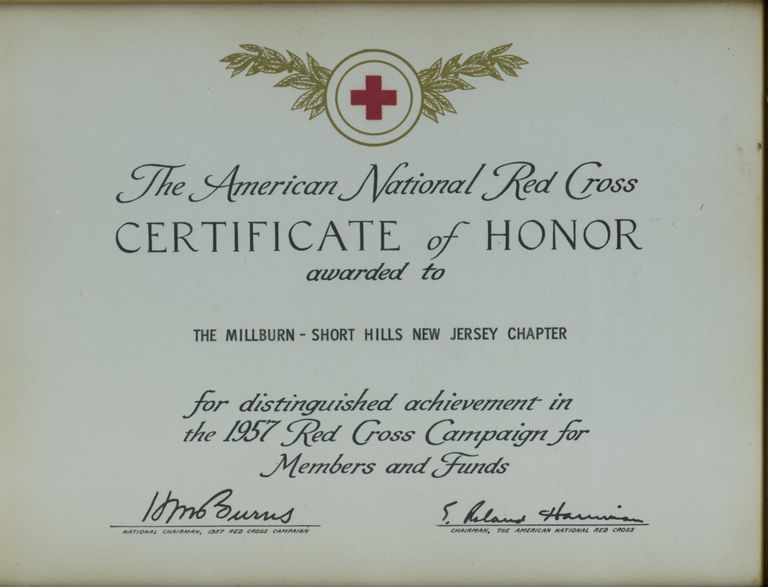 The American National Red Cross
CERTIFICATE of HONOR
awarded to
THE MILLBURN - SHORT HILLS NEW JERSEY CHAPTER
for distinguished achievement in
the 1957 Red Cross Campaign for
Members and Funds
E. Roland Harriman
NATIONAL CHAIRMAN, 1957 RED CROSS CAMPAIGN
CHAIRMAN, THE AMERICAN NATIONAL RED CROSS